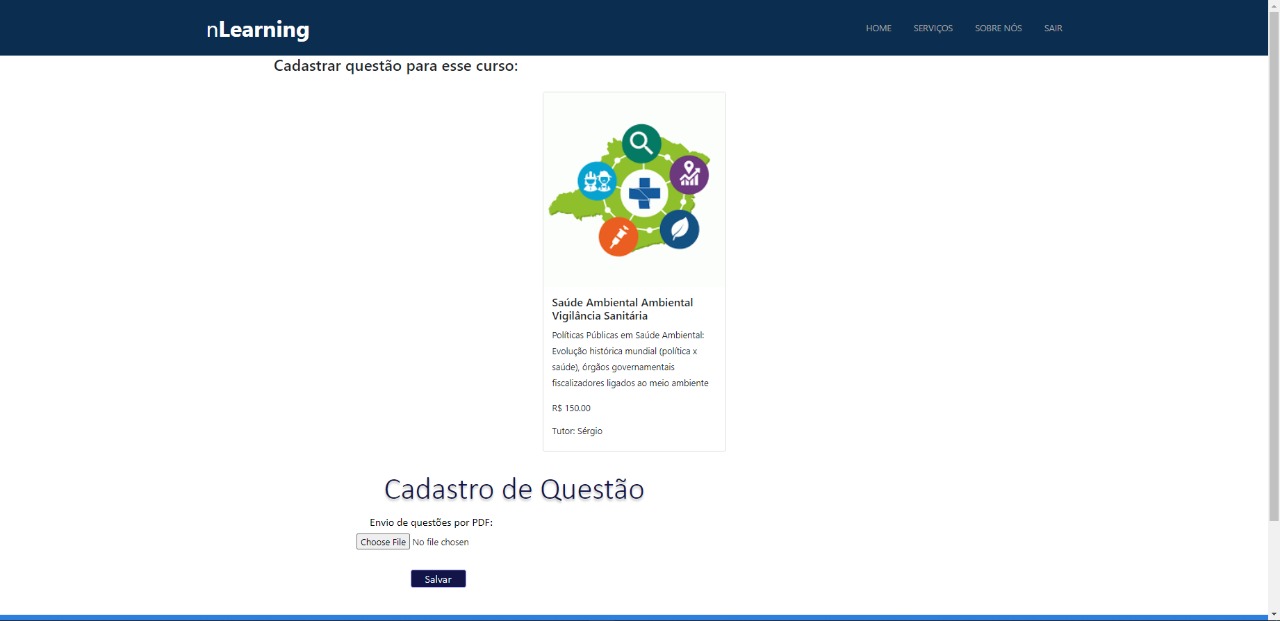 nLearning
HOME SERVIÇOS SOBRE NÓS SAIR
Cadastrar questão para esse curso:
Saúde Ambiental Ambiental
Vigilância Sanitária
Políticas Públicas em Saúde Ambiental:
Evolução histórica mundial (política x
saúde), órgãos governamentais
fiscalizadores ligados ao meio ambiente
R$ 150.00
Tutor: Sérgio
Cadastro de Questão
Envio de questões por PDF:
Choose File No file chosen
Salvar